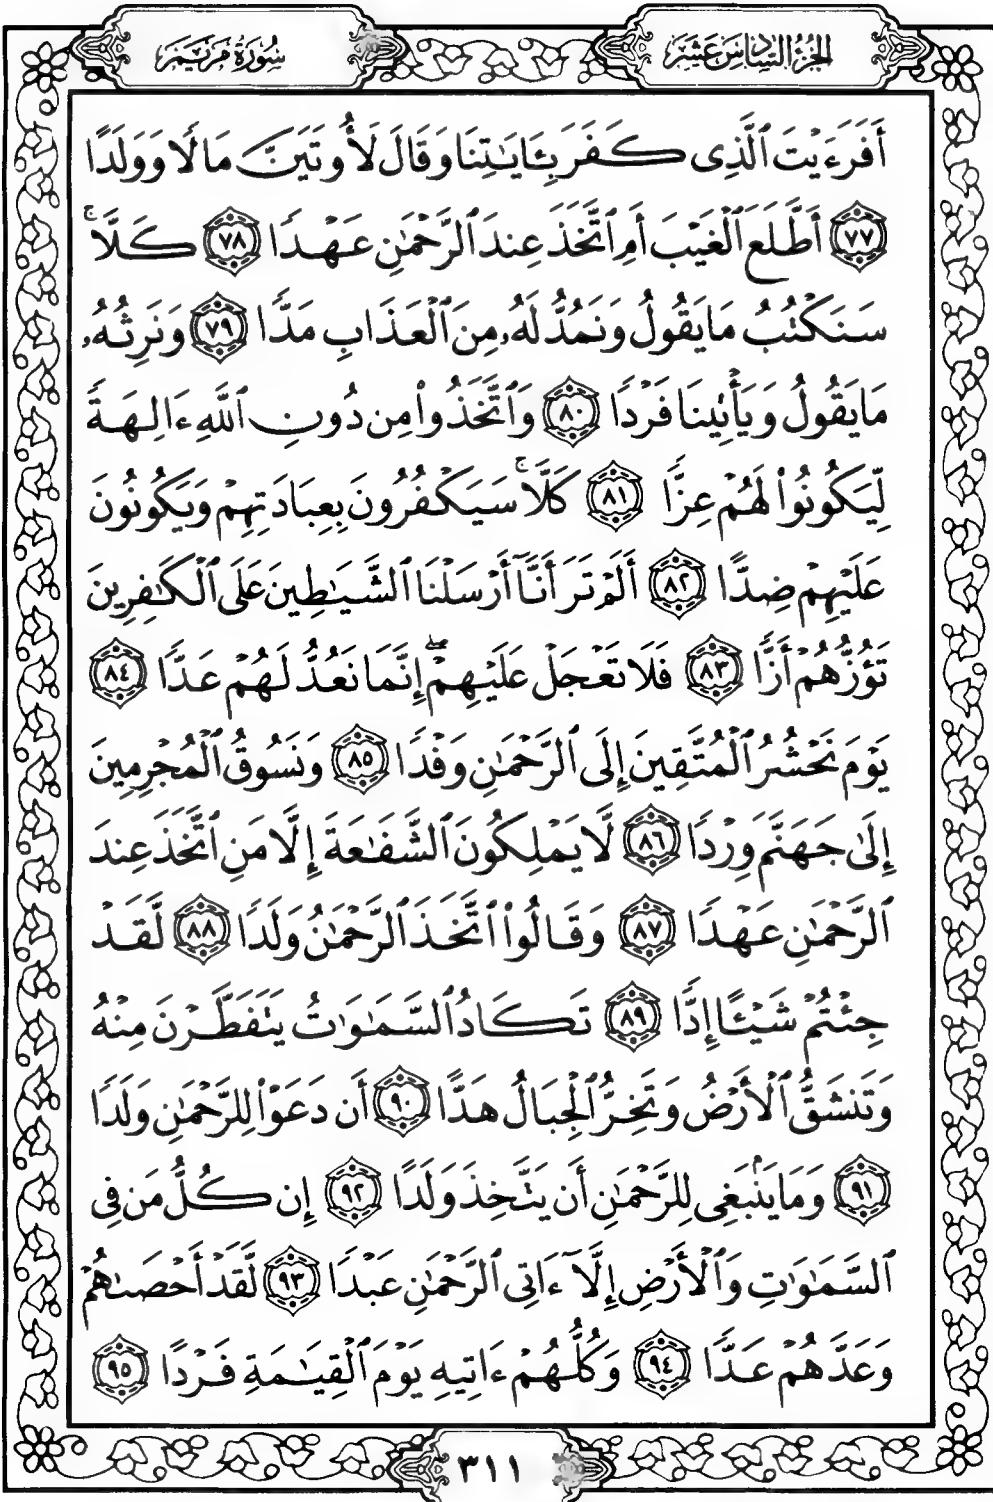 الجزء السادس عشر
سورة مريم
أَفَرَءَيْتَ ٱلَّذِى كَفَرَ بِـَٔايَـٰتِنَا وَقَالَ لَأُوتَيَنَّ مَالًا وَوَلَدًا
٧٧ أَطَّلَعَ ٱلْغَيْبَ أَمِ ٱتَّخَذَ عِندَ ٱلرَّحْمَـٰنِ عَهْدًا ٧٨ كَلَّا ۚ
سَنَكْتُبُ مَا يَقُولُ وَنَمُدُّ لَهُۥ مِنَ ٱلْعَذَابِ مَدًّا ٧٩ وَنَرِثُهُۥ
مَا يَقُولُ وَيَأْتِينَا فَرْدًا ٨٠ وَٱتَّخَذُوا۟ مِن دُونِ ٱللَّهِ ءَالِهَةً
لِّيَكُونُوا۟ لَهُمْ عِزًّا ٨١ كَلَّا ۚ سَيَكْفُرُونَ بِعِبَادَتِهِمْ وَيَكُونُونَ
عَلَيْهِمْ ضِدًّا ٨٢ أَلَمْ تَرَ أَنَّآ أَرْسَلْنَا ٱلشَّيَـٰطِينَ عَلَى ٱلْكَـٰفِرِينَ
تَؤُزُّهُمْ أَزًّا ٨٣ فَلَا تَعْجَلْ عَلَيْهِمْ ۖ إِنَّمَا نَعُدُّ لَهُمْ عَدًّا ٨٤
يَوْمَ نَحْشُرُ ٱلْمُتَّقِينَ إِلَى ٱلرَّحْمَـٰنِ وَفْدًا ٨٥ وَنَسُوقُ ٱلْمُجْرِمِينَ
إِلَىٰ جَهَنَّمَ وِرْدًا ٨٦ لَّا يَمْلِكُونَ ٱلشَّفَـٰعَةَ إِلَّا مَنِ ٱتَّخَذَ عِندَ
ٱلرَّحْمَـٰنِ عَهْدًا ٨٧ وَقَالُوا۟ ٱتَّخَذَ ٱلرَّحْمَـٰنُ وَلَدًا ٨٨ لَّقَدْ
جِئْتُمْ شَيْـًٔا إِدًّا ٨٩ تَكَادُ ٱلسَّمَـٰوَٰتُ يَتَفَطَّرْنَ مِنْهُ
وَتَنشَقُّ ٱلْأَرْضُ وَتَخِرُّ ٱلْجِبَالُ هَدًّا ٩٠ أَن دَعَوْا۟ لِلرَّحْمَـٰنِ وَلَدًا
٩١ وَمَا يَنۢبَغِى لِلرَّحْمَـٰنِ أَن يَتَّخِذَ وَلَدًا ٩٢ إِن كُلُّ مَن فِى
ٱلسَّمَـٰوَٰتِ وَٱلْأَرْضِ إِلَّآ ءَاتِى ٱلرَّحْمَـٰنِ عَبْدًا ٩٣ لَّقَدْ أَحْصَىٰهُمْ
وَعَدَّهُمْ عَدًّا ٩٤ وَكُلُّهُمْ ءَاتِيهِ يَوْمَ ٱلْقِيَـٰمَةِ فَرْدًا ٩٥
٣١١